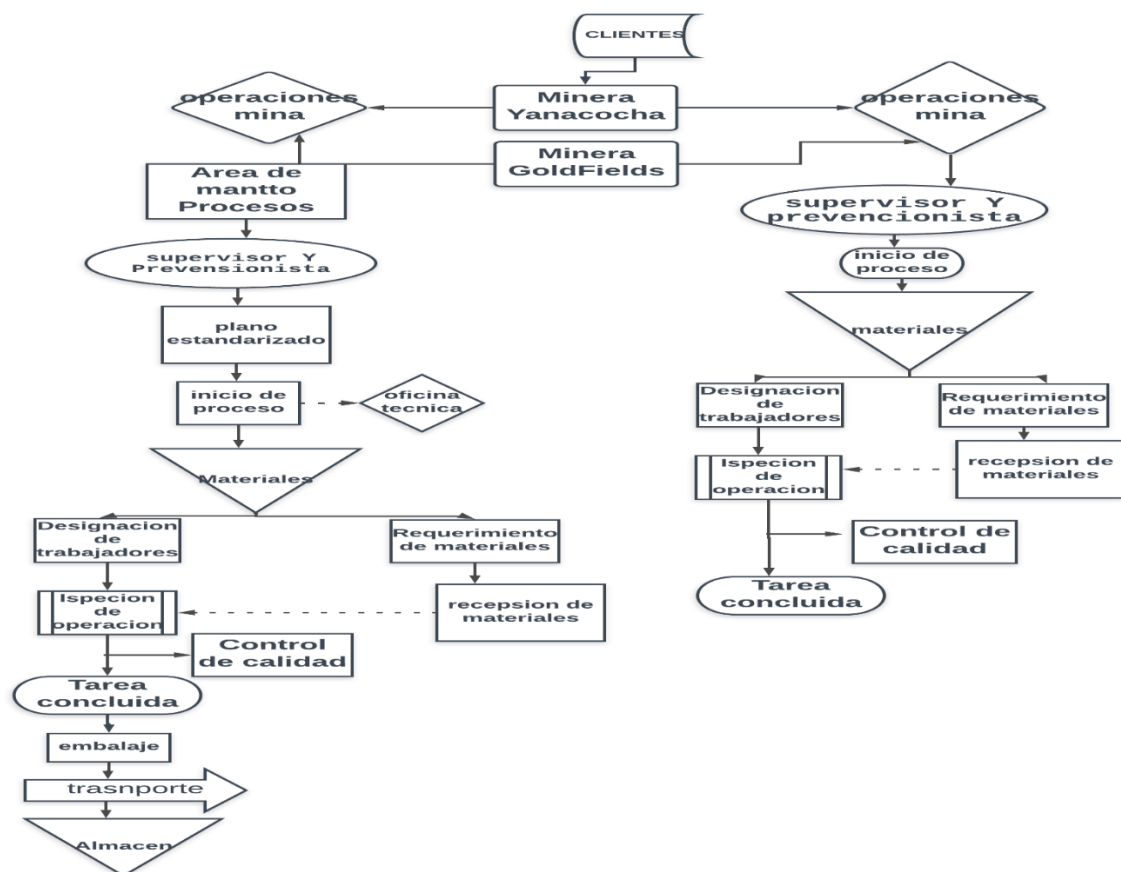 CLIENTES
Minera
Yanacocha
operaciones
mina
operaciones
mina
Minera
GoldFields
Area de
mantto
Procesos
supervisor Y
Prevensionista
plano
estandarizado
inicio de
proceso
oficina
tecnica
Materiales
Designacion
de
trabajadores
Requerimiento
de materiales
Ispecion
de
operacion
recepsion de
materiales
Control
de calidad
Tarea
concluida
embalaje
trasnporte
Almacen
supervisor Y
prevencionista
inicio de
proceso
materiales
Designacion
de
trabajadores
Requerimiento
de materiales
Ispecion
de
operacion
recepsion de
materiales
Control de
calidad
Tarea
concluida